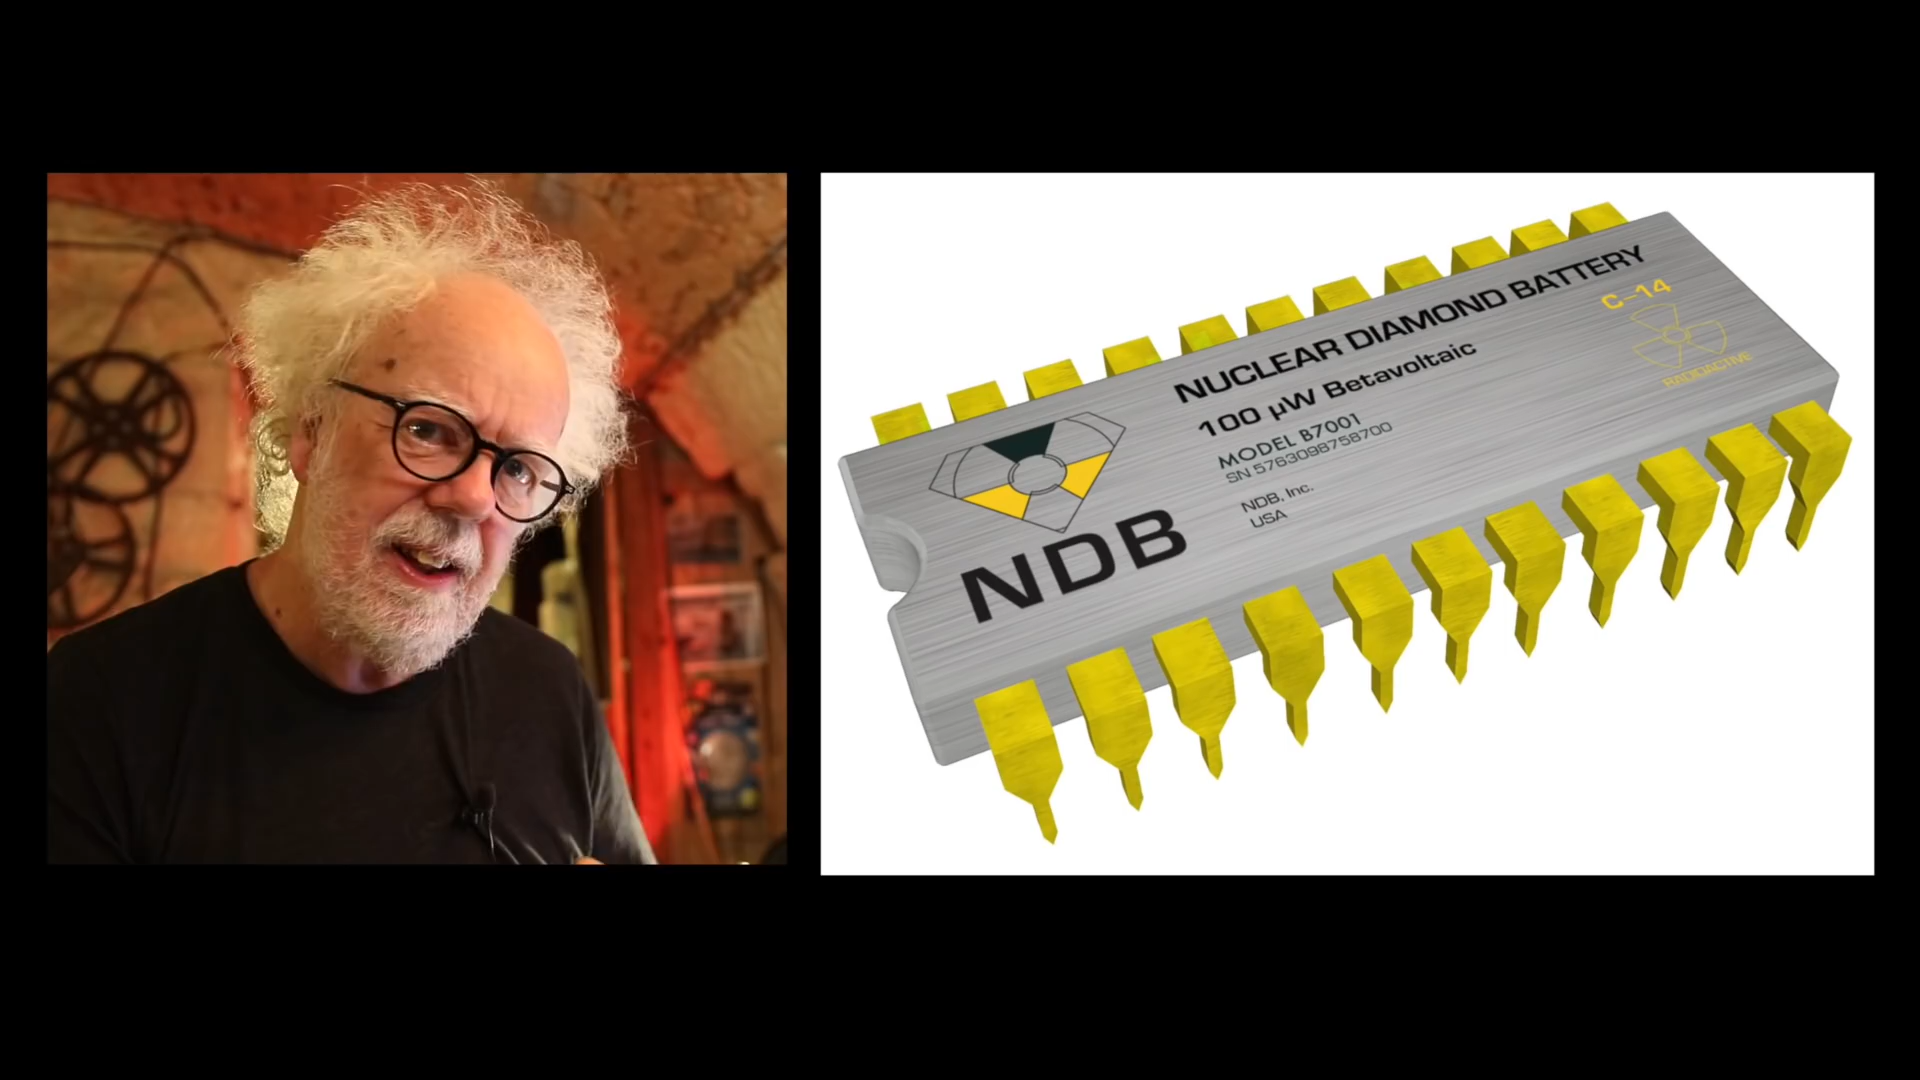 NUCLEAR DIAMOND BATTERY
100 µW Betavoltaic
MODEL B7001
SN 5763098758700
NDB, Inc.
USA
NDB
C-14
RADIOACTIVE